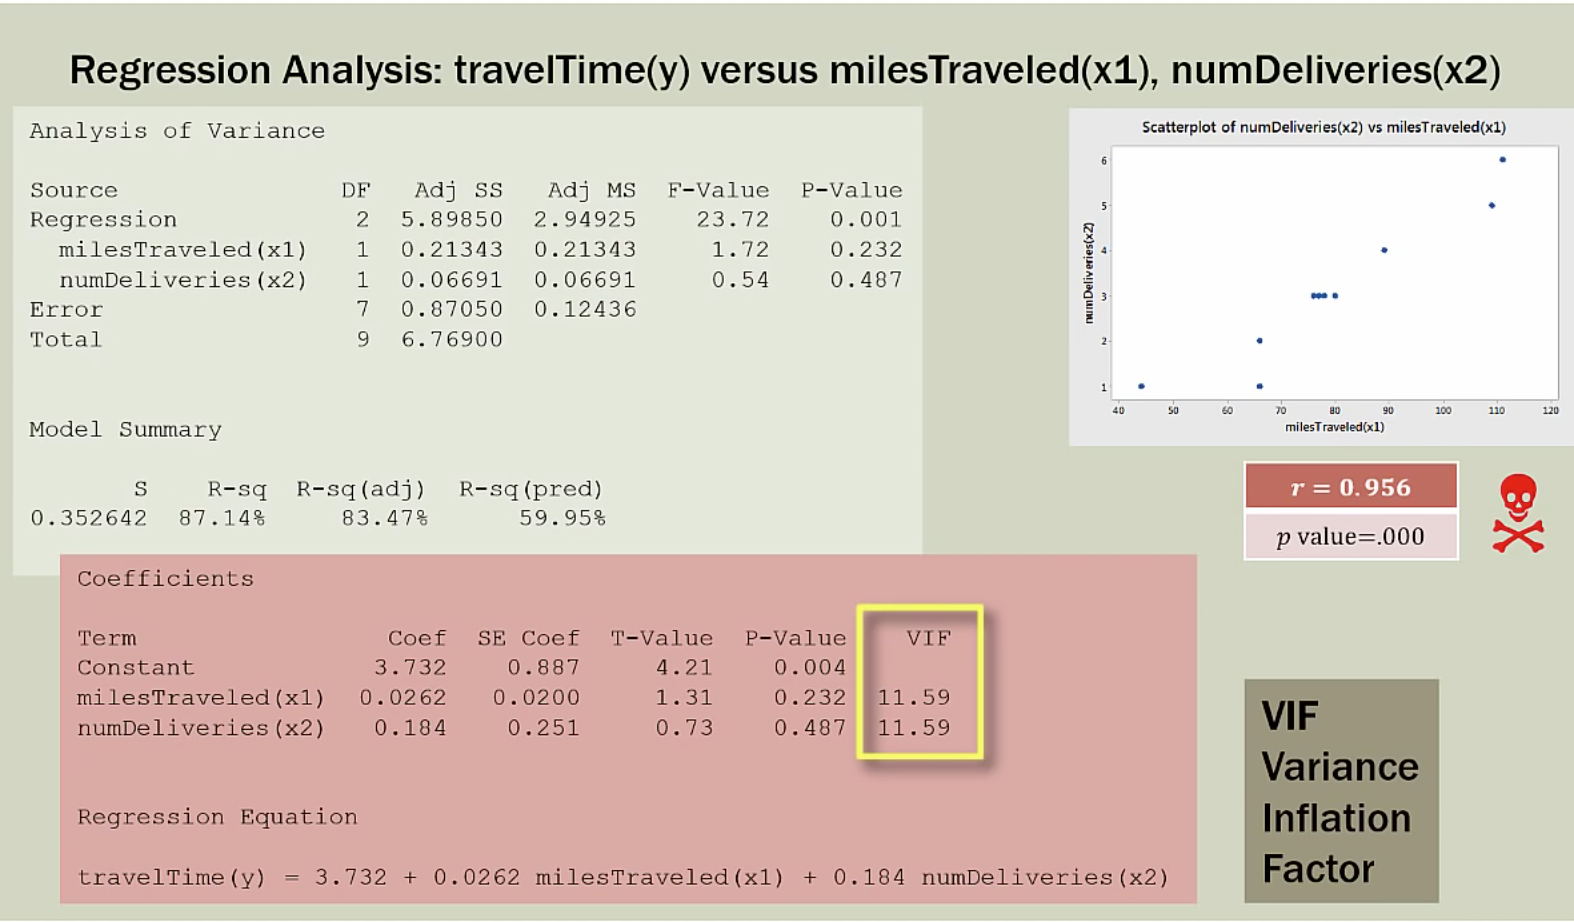 Regression Analysis: travelTime(y) versus milesTraveled(x1), numDeliveries(x2)
Analysis of Variance
Source DF Adj SS Adj MS F-Value P-Value
Regression 2 5.89850 2.94925 23.72 0.001
milesTraveled(x1) 1 0.21343 0.21343 1.72 0.232
numDeliveries(x2) 1 0.06691 0.06691 0.54 0.487
Error 7 0.87050 0.12436
Total 9 6.76900
Model Summary
S R-sq R-sq(adj) R-sq(pred)
0.352642 87.14% 83.47% 59.95%
Scatterplot of numDeliveries(x2) vs milesTraveled(x1)
numDeliveries(x2)
6
5
4
3
2
1
40 50 60 70 80 90 100 110 120
milesTraveled(x1)
r = 0.956
p value=.000
Coefficients
Term Coef SE Coef T-Value P-Value VIF
Constant 3.732 0.887 4.21 0.004
milesTraveled(x1) 0.0262 0.0200 1.31 0.232 11.59
numDeliveries(x2) 0.184 0.251 0.73 0.487 11.59
Regression Equation
travelTime(y) = 3.732 + 0.0262 milesTraveled(x1) + 0.184 numDeliveries(x2)
VIF
Variance
Inflation
Factor